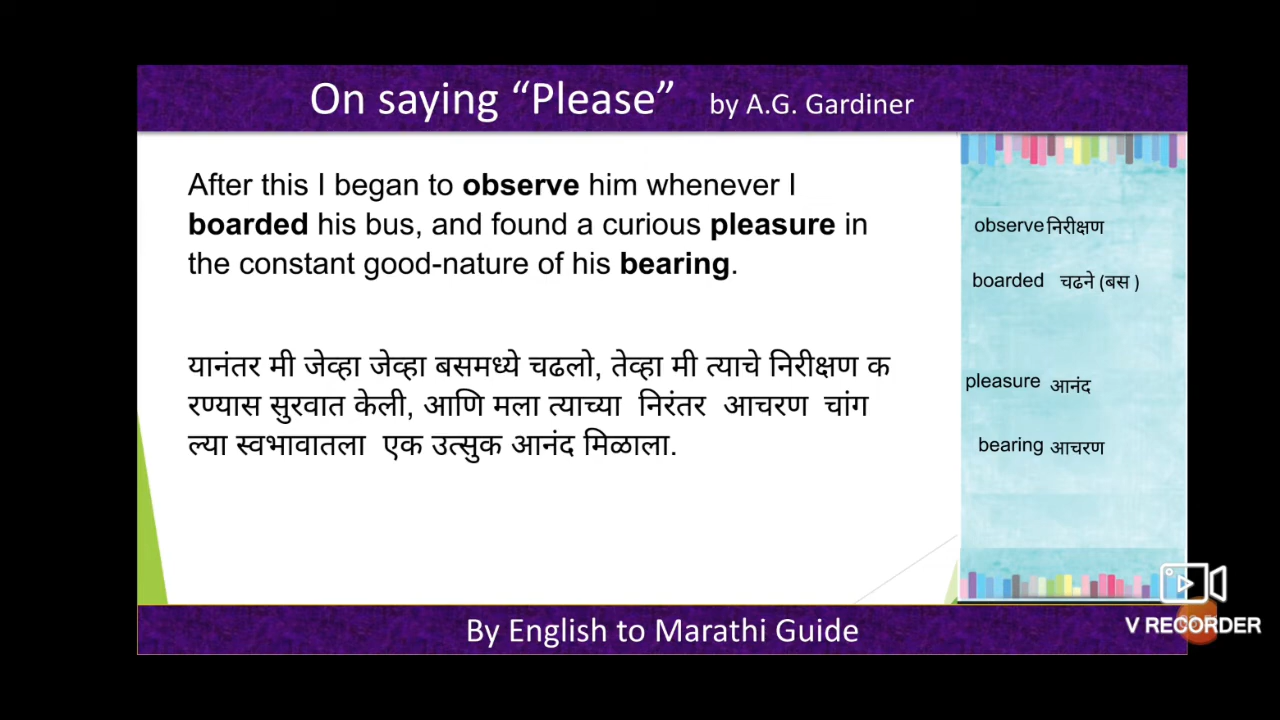 On saying “Please” by A.G. Gardiner
After this I began to observe him whenever I
boarded his bus, and found a curious pleasure in
the constant good-nature of his bearing.
यानंतर मी जेव्हा जेव्हा बसमध्ये चढलो, तेव्हा मी त्याचे निरीक्षण क
रण्यास सुरवात केली, आणि मला त्याच्या निरंतर आचरण चांग
ल्या स्वभावातला एक उत्सुक आनंद मिळाला.
observe निरीक्षण
boarded चढने (बस )
pleasure आनंद
bearing आचरण
By English to Marathi Guide
V RECORDER